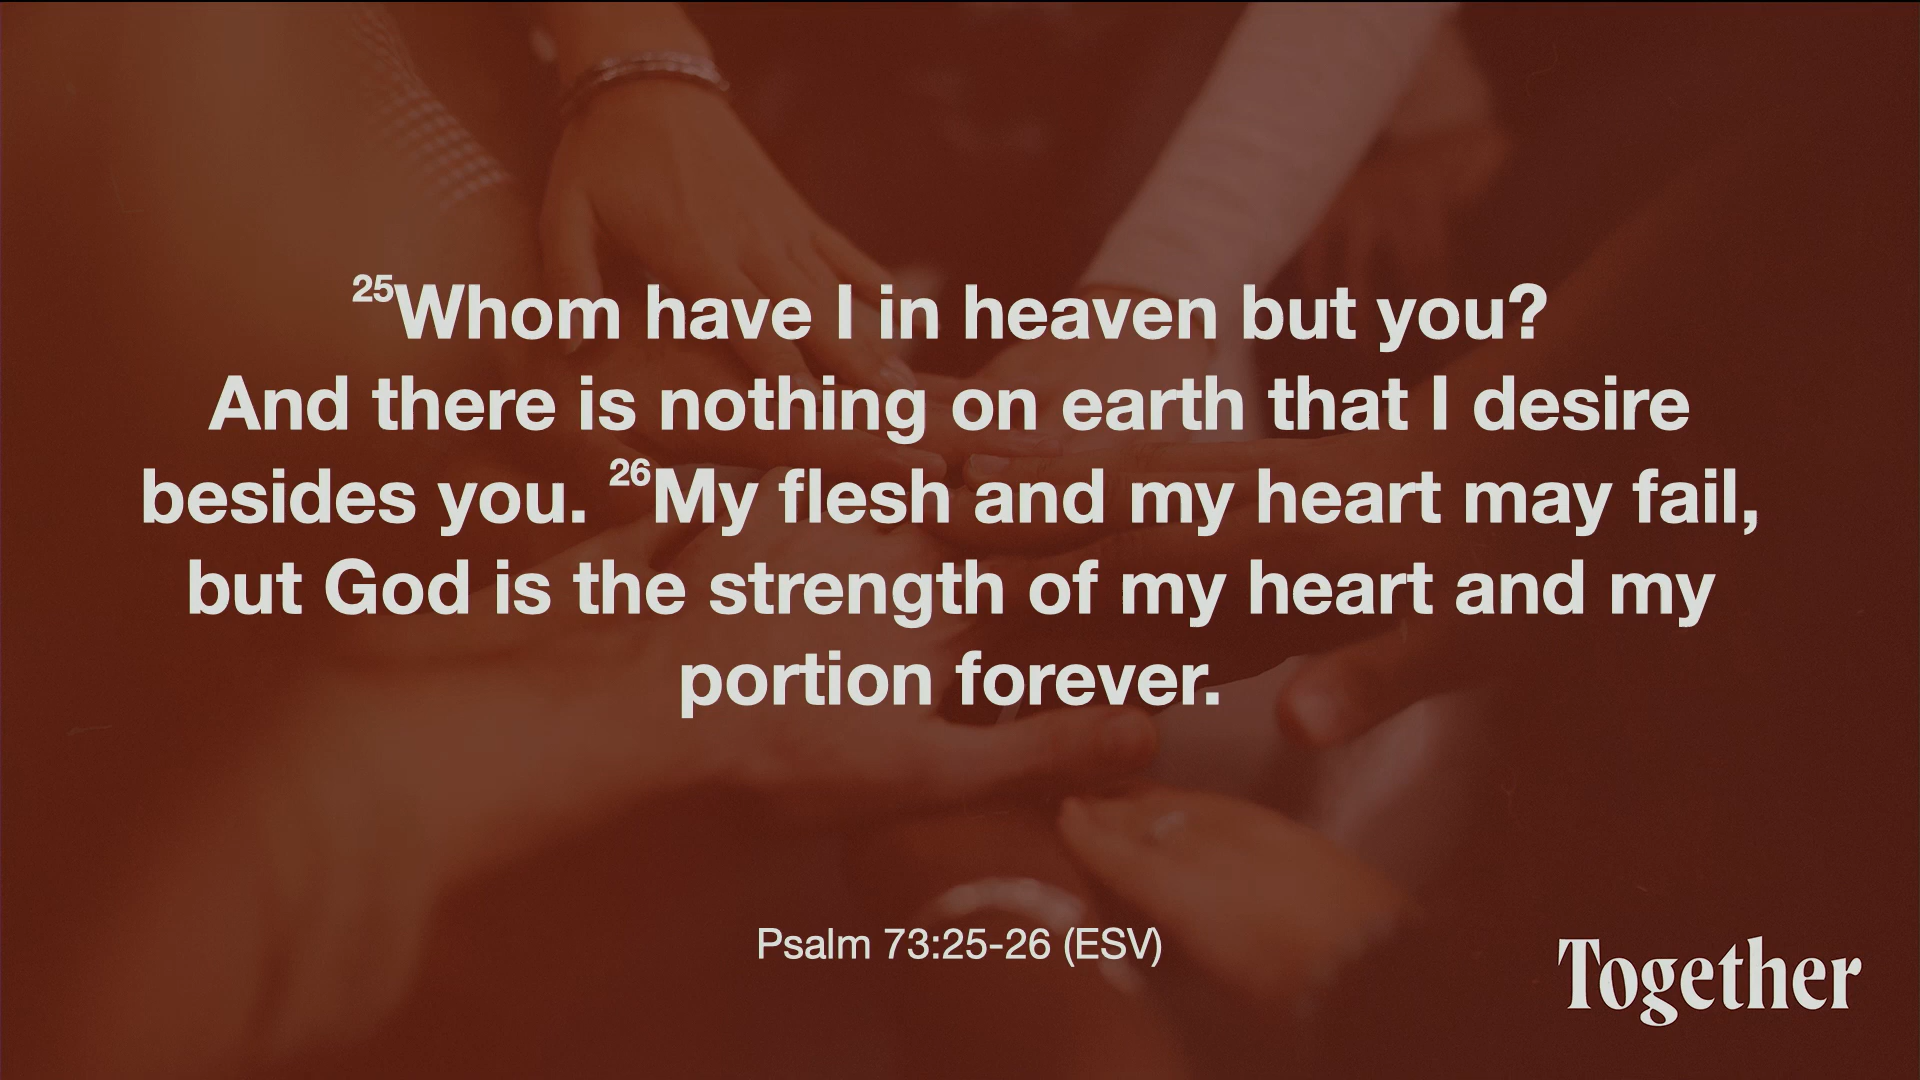 25Whom have I in heaven but you?
And there is nothing on earth that I desire
besides you. 26My flesh and my heart may fail,
but God is the strength of my heart and my
portion forever.
Psalm 73:25-26 (ESV)
Together